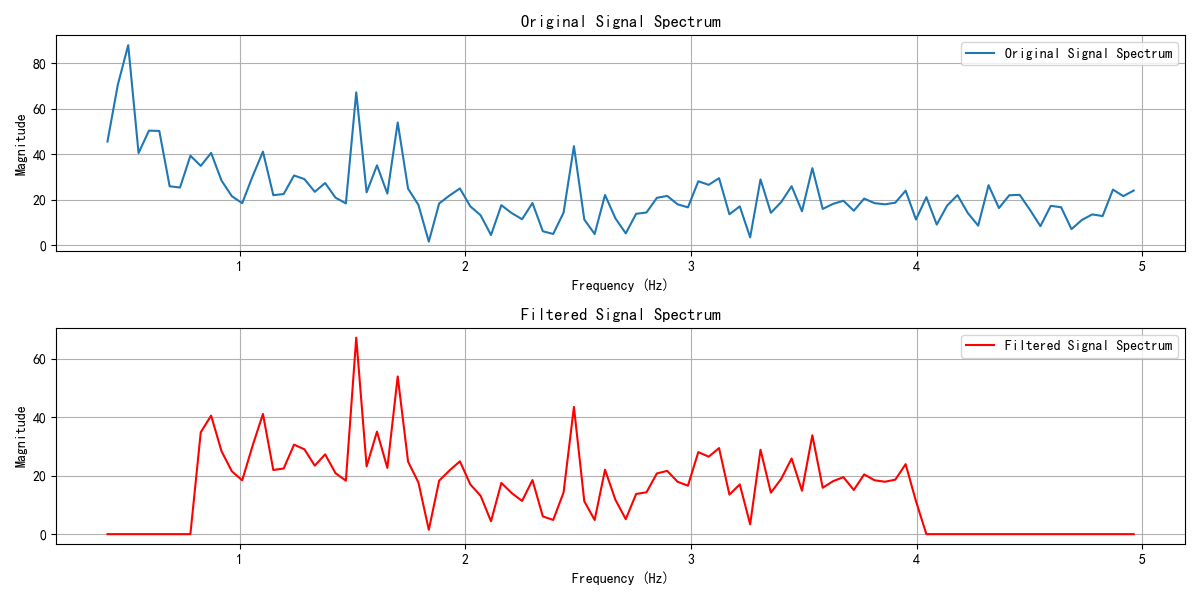 Original Signal Spectrum
Original Signal Spectrum
Magnitude
80
60
40
20
0
1
2
3
4
5
Frequency (Hz)
Filtered Signal Spectrum
Filtered Signal Spectrum
Magnitude
60
40
20
0
1
2
3
4
5
Frequency (Hz)